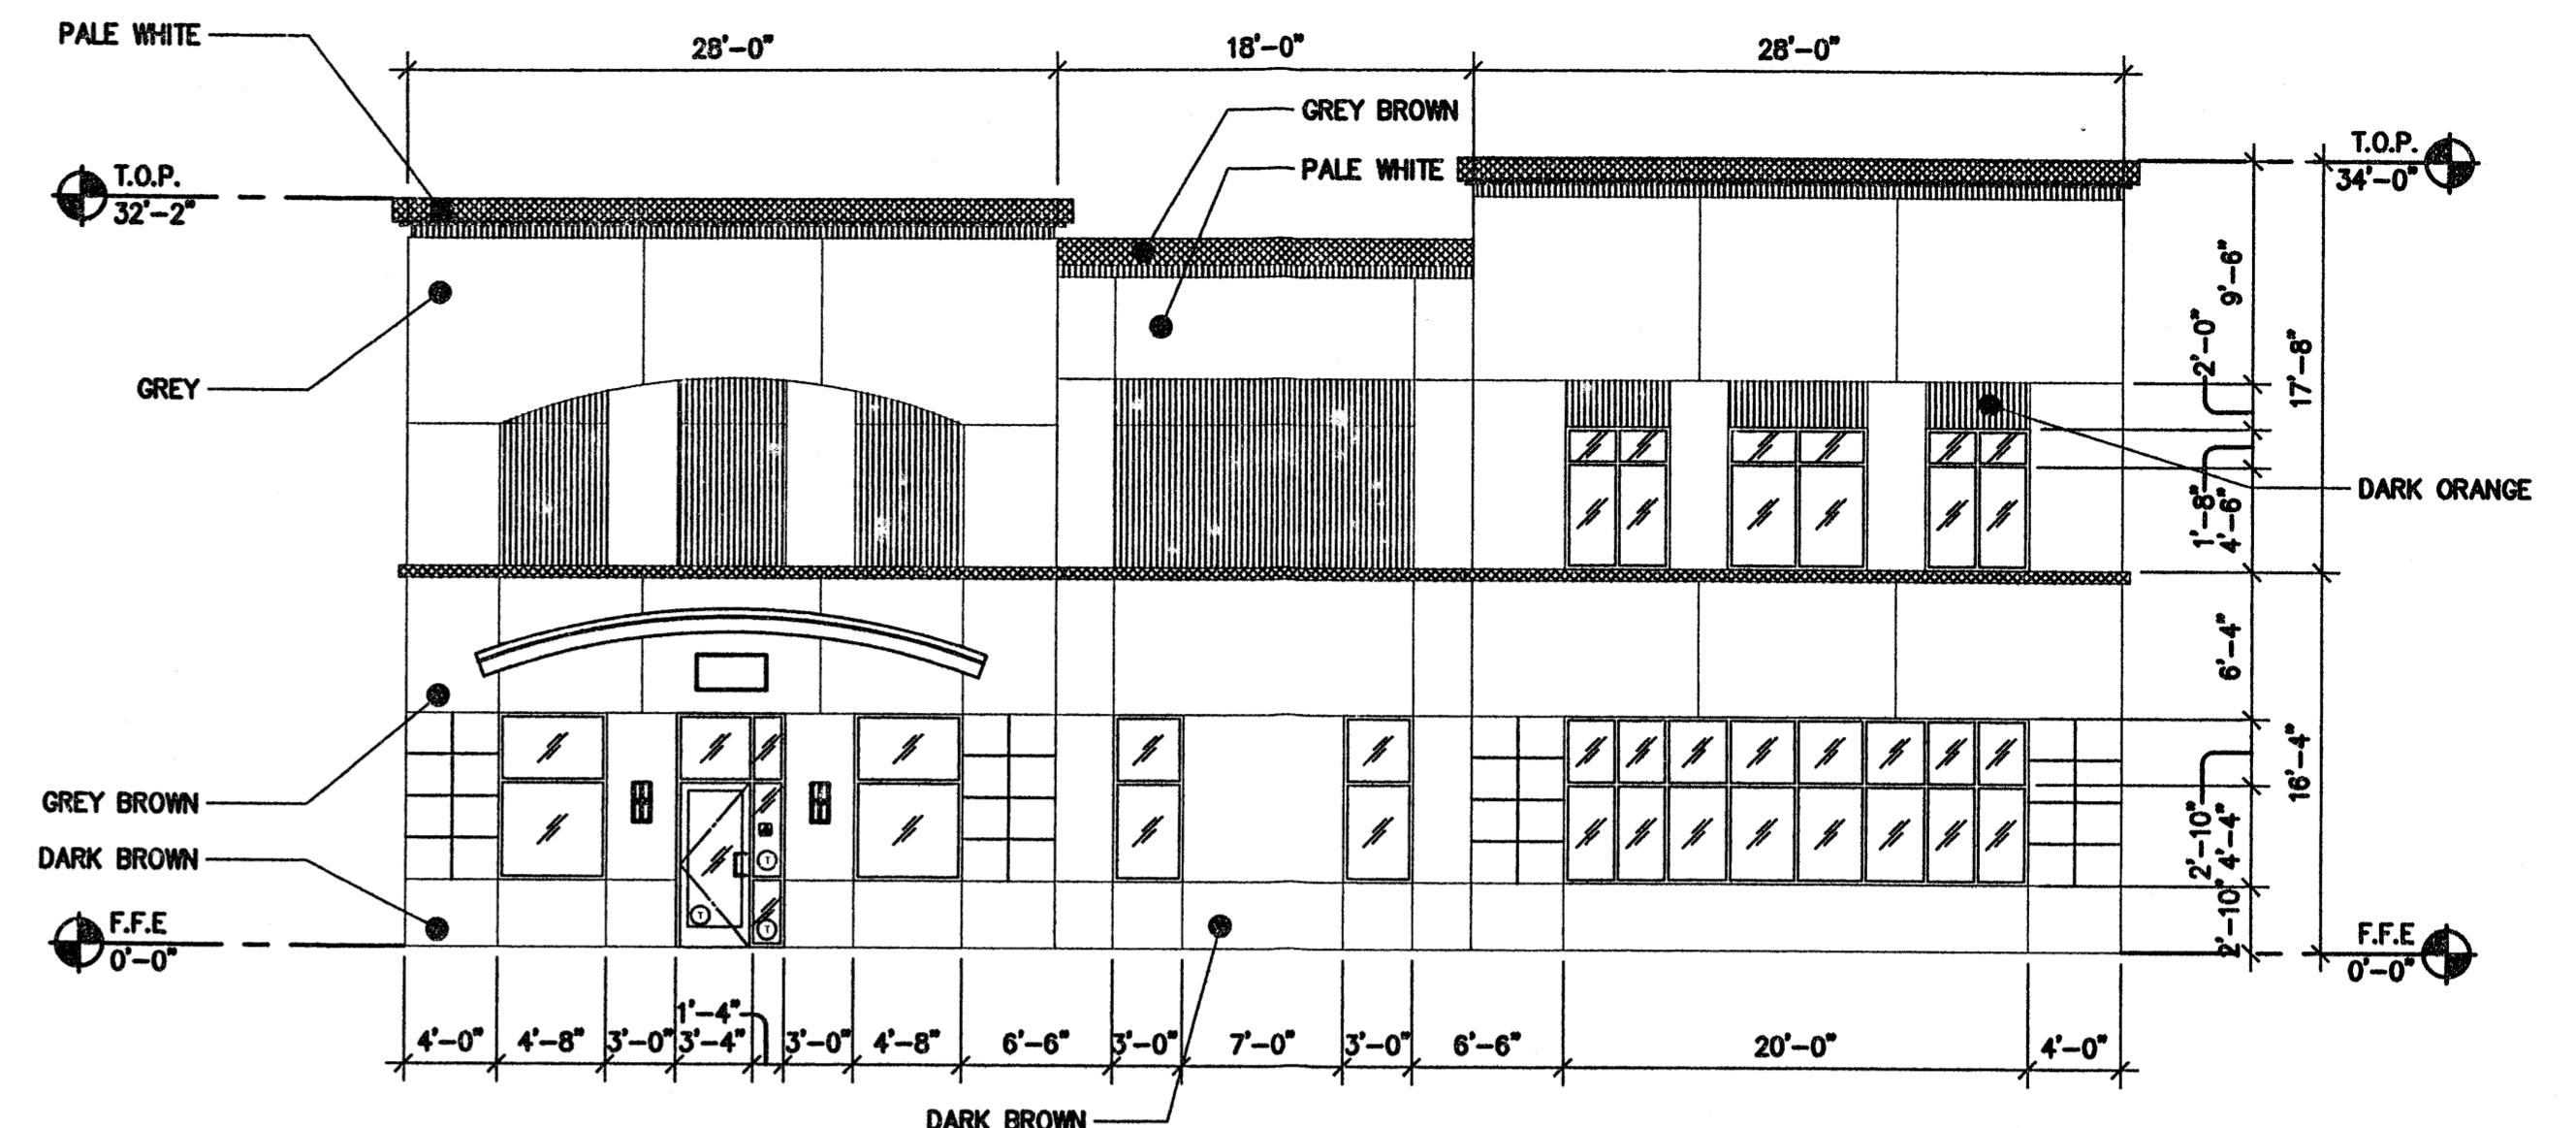 PALE WHITE
28'-0"
18'-0"
28'-0"
GREY BROWN
PALE WHITE
T.O.P.
32'-2"
T.O.P.
34'-0"
GREY
9'-6"
2'-0"
17'-8"
1'-8"
4'-6"
DARK ORANGE
6'-4"
16'-4"
2'-10"
4'-4"
2'-10"
GREY BROWN
DARK BROWN
T
T
T
F.F.E
0'-0"
F.F.E
0'-0"
4'-0"
4'-8"
3'-0"
3'-4"
1'-4"
3'-0"
4'-8"
6'-6"
3'-0"
7'-0"
3'-0"
6'-6"
20'-0"
4'-0"
DARK BROWN